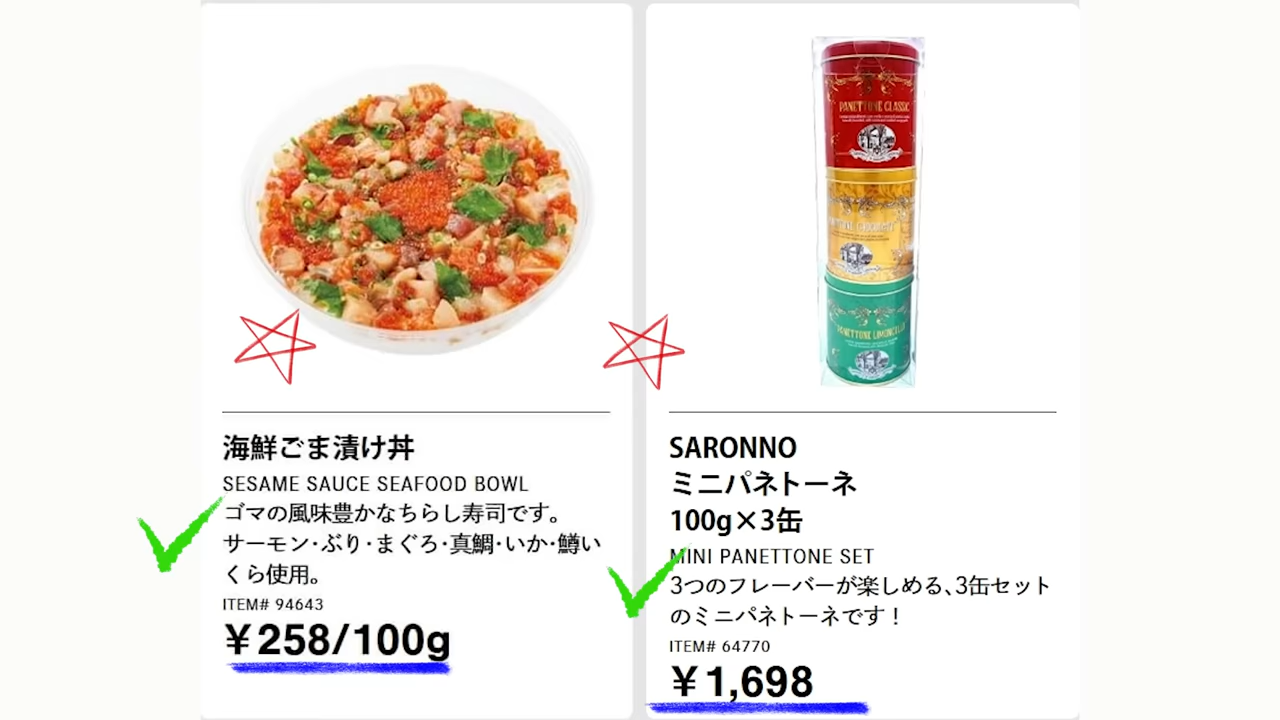 海鮮ごま漬け丼
SESAME SAUCE SEAFOOD BOWL
ゴマの風味豊かなちらし寿司です。
サーモン･ぶり･まぐろ･真鯛･いか･鱒い
くら使用。
ITEM# 94643
¥258/100g
PANETTONE CLASSIC
PANETTONE LIMONCELLO
SARONNO
ミニパネトーネ
100g×3缶
MINI PANETTONE SET
3つのフレーバーが楽しめる､3缶セット
のミニパネトーネです！
ITEM# 64770
¥1,698